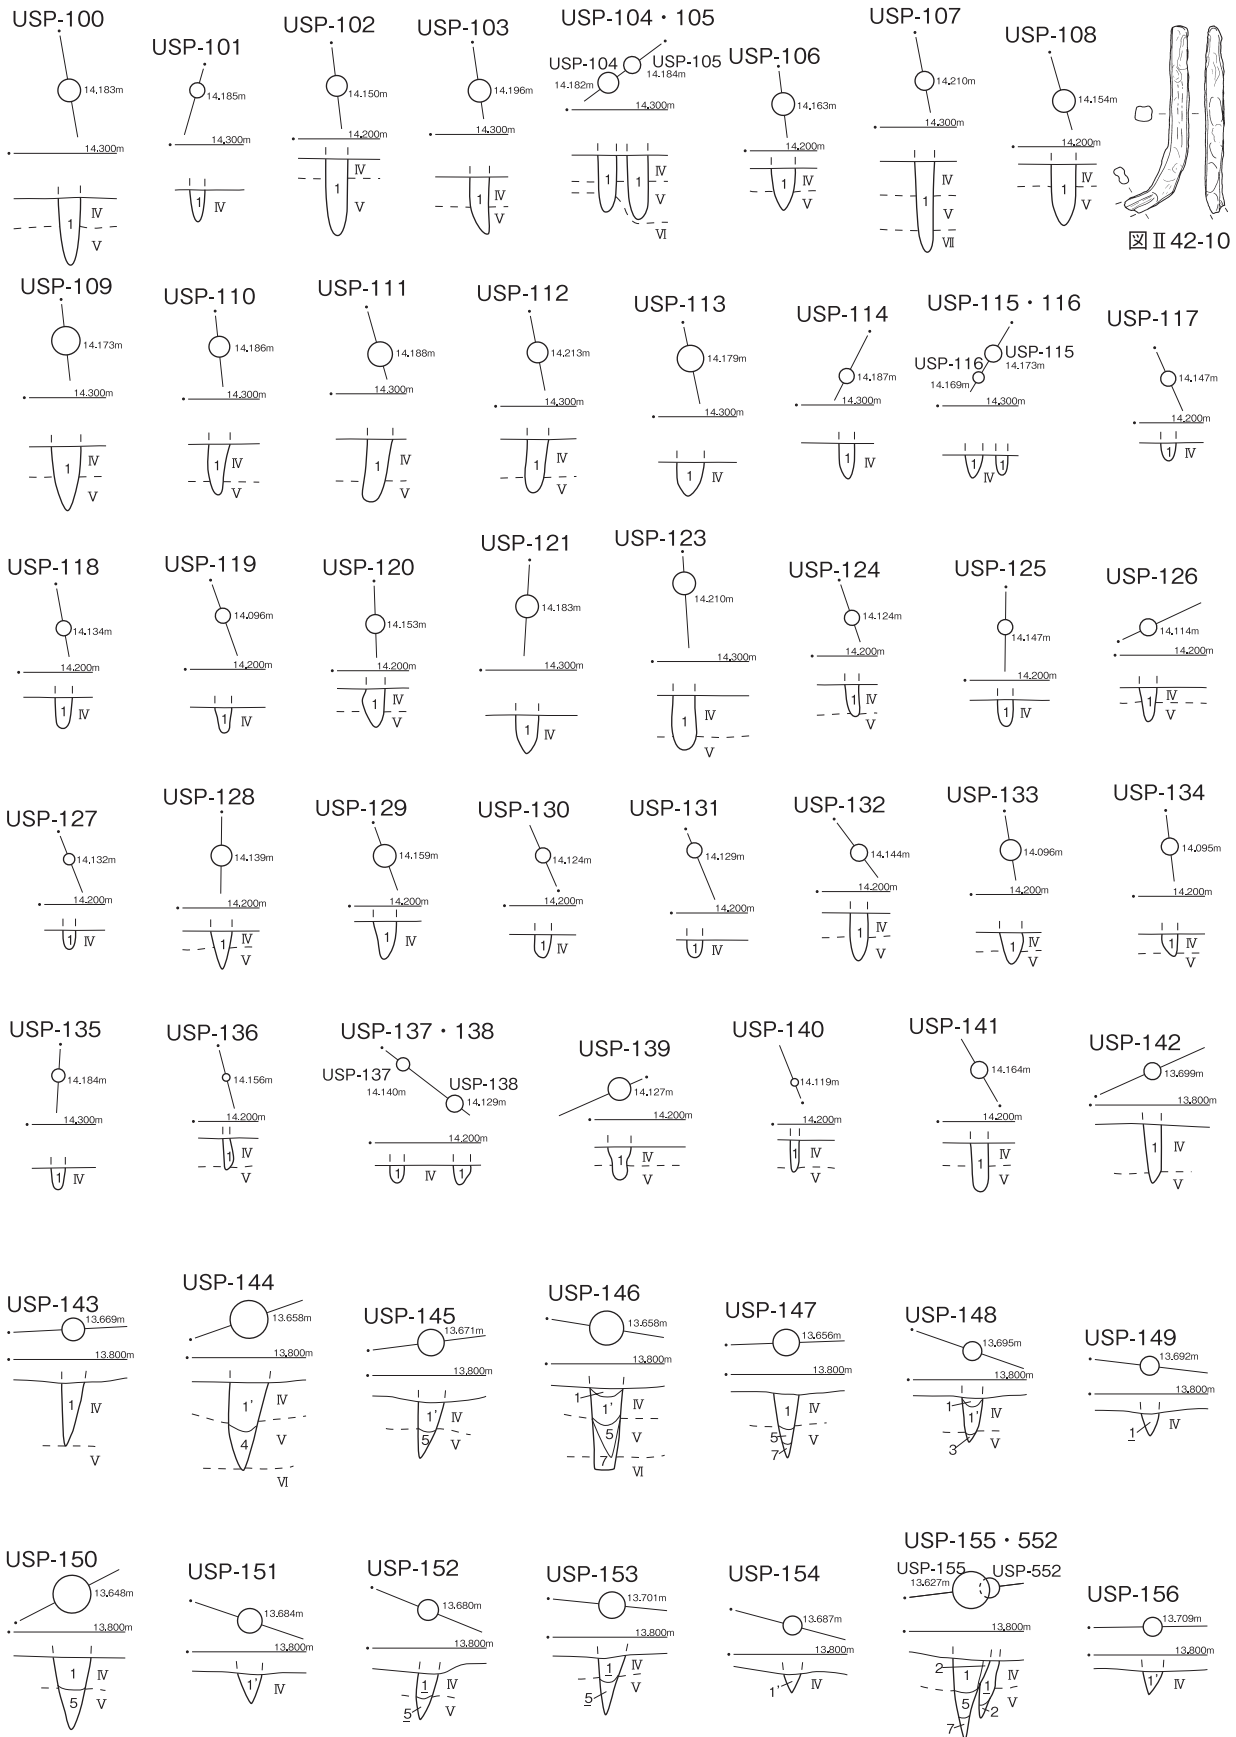 USP-100
14.183m
14.300m
1
Ⅳ
Ⅴ
USP-101
14.185m
14.300m
1
Ⅳ
USP-102
14.150m
14.200m
1
Ⅳ
Ⅴ
USP-103
14.196m
14.300m
1
Ⅳ
Ⅴ
USP-104・105
USP-104
USP-105
14.182m
14.184m
14.300m
1
1
Ⅳ
Ⅴ
Ⅵ
USP-106
14.163m
14.200m
1
Ⅳ
Ⅴ
USP-107
14.210m
14.300m
1
Ⅳ
Ⅴ
Ⅶ
USP-108
14.154m
14.200m
1
Ⅳ
Ⅴ
図Ⅱ42-10
USP-109
14.173m
14.300m
1
Ⅳ
Ⅴ
USP-110
14.186m
14.300m
1
Ⅳ
Ⅴ
USP-111
14.188m
14.300m
1
Ⅳ
Ⅴ
USP-112
14.213m
14.300m
1
Ⅳ
Ⅴ
USP-113
14.179m
14.300m
1
Ⅳ
USP-114
14.187m
14.300m
1
Ⅳ
USP-115・116
USP-116
USP-115
14.173m
14.169m
14.300m
1
1
Ⅳ
USP-117
14.147m
14.200m
1
Ⅳ
USP-118
14.134m
14.200m
1
Ⅳ
USP-119
14.096m
14.200m
1
Ⅳ
USP-120
14.153m
14.200m
1
Ⅳ
Ⅴ
USP-121
14.183m
14.300m
1
Ⅳ
USP-123
14.210m
14.300m
1
Ⅳ
Ⅴ
USP-124
14.124m
14.200m
1
Ⅳ
Ⅴ
USP-125
14.147m
14.200m
1
Ⅳ
USP-126
14.114m
14.200m
1
Ⅳ
Ⅴ
USP-127
14.132m
14.200m
1
Ⅳ
USP-128
14.139m
14.200m
1
Ⅳ
Ⅴ
USP-129
14.159m
14.200m
1
Ⅳ
USP-130
14.124m
14.200m
1
Ⅳ
USP-131
14.129m
14.200m
1
Ⅳ
USP-132
14.144m
14.200m
1
Ⅳ
Ⅴ
USP-133
14.096m
14.200m
1
Ⅳ
Ⅴ
USP-134
14.095m
14.200m
1
Ⅳ
Ⅴ
USP-135
14.184m
14.300m
1
Ⅳ
USP-136
14.156m
14.200m
1
Ⅳ
Ⅴ
USP-137・138
USP-137
14.140m
USP-138
14.129m
14.200m
1
Ⅳ
1
Ⅳ
USP-139
14.127m
14.200m
1
Ⅳ
Ⅴ
USP-140
14.119m
14.200m
1
Ⅳ
Ⅴ
USP-141
14.164m
14.200m
1
Ⅳ
Ⅴ
USP-142
13.699m
13.800m
1
Ⅳ
Ⅴ
USP-143
13.669m
13.800m
1
Ⅳ
Ⅴ
USP-144
13.658m
13.800m
1'
4
Ⅳ
Ⅴ
Ⅵ
USP-145
13.671m
13.800m
1'
5
Ⅳ
Ⅴ
USP-146
13.658m
13.800m
1
1'
5
7
Ⅳ
Ⅴ
Ⅵ
USP-147
13.656m
13.800m
1
5
7
Ⅳ
Ⅴ
USP-148
13.695m
13.800m
1
1'
3
Ⅳ
Ⅴ
USP-149
13.692m
13.800m
1
Ⅳ
USP-150
13.648m
13.800m
1
5
Ⅳ
Ⅴ
USP-151
13.684m
13.800m
1'
Ⅳ
USP-152
13.680m
13.800m
1
5
Ⅳ
Ⅴ
USP-153
13.701m
13.800m
1
5
Ⅳ
Ⅴ
USP-154
13.687m
13.800m
1'
Ⅳ
USP-155・552
USP-155
USP-552
13.627m
13.800m
2
1
5
7
1
2
Ⅳ
Ⅴ
USP-156
13.709m
13.800m
1'
Ⅳ